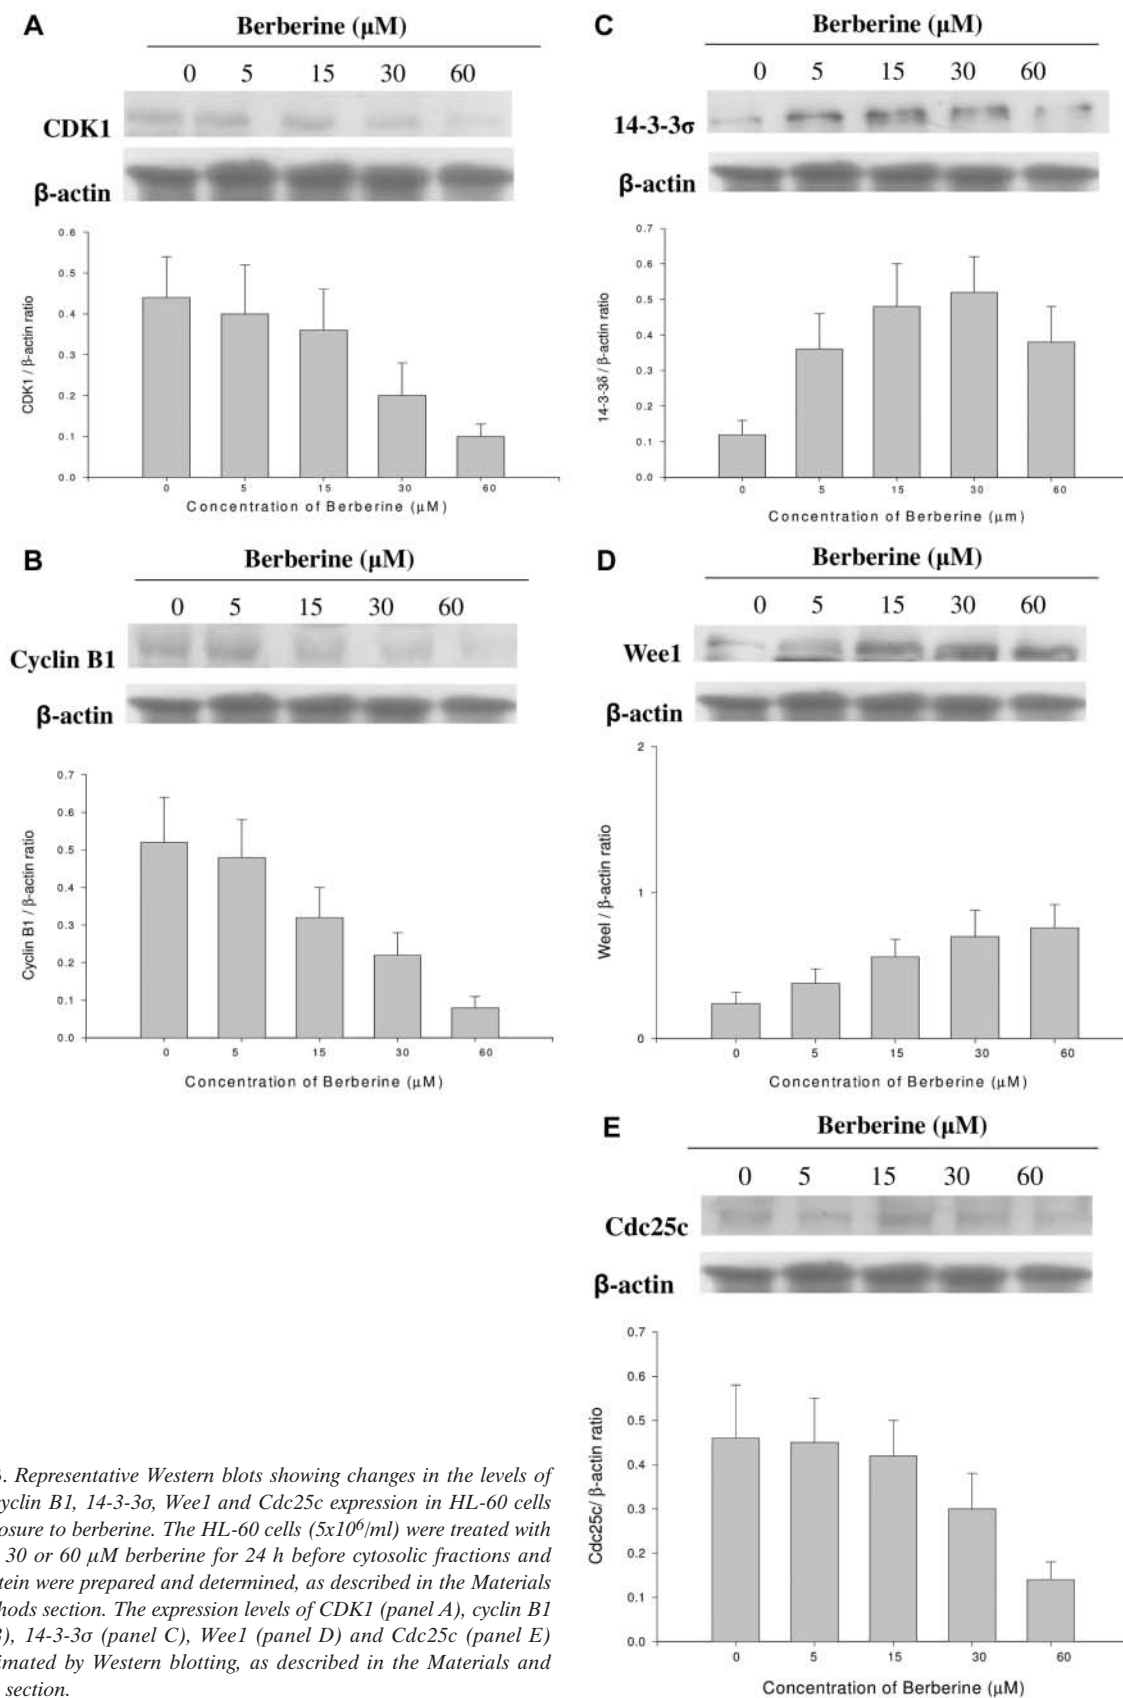 A
Berberine (μM)
0 5 15 30 60
CDK1
β-actin
0.6
0.5
0.4
0.3
0.2
0.1
0.0
CDK1 / β-actin ratio
0 5 15 30 60
Concentration of Berberine (μM)
B
Berberine (μM)
0 5 15 30 60
Cyclin B1
β-actin
0.7
0.6
0.5
0.4
0.3
0.2
0.1
0.0
Cyclin B1 / β-actin ratio
0 5 15 30 60
Concentration of Berberine (μM)
C
Berberine (μM)
0 5 15 30 60
14-3-3σ
β-actin
0.7
0.6
0.5
0.4
0.3
0.2
0.1
0.0
14-3-3δ / β-actin ratio
0 5 15 30 60
Concentration of Berberine (μm)
D
Berberine (μM)
0 5 15 30 60
Wee1
β-actin
2
1
0
Weel / β-actin ratio
0 5 15 30 60
Concentration of Berberine (μM)
E
Berberine (μM)
0 5 15 30 60
Cdc25c
β-actin
0.7
0.6
0.5
0.4
0.3
0.2
0.1
0.0
Cdc25c/ β-actin ratio
0 5 15 30 60
Concentration of Berberine (μM)
. Representative Western blots showing changes in the levels of
yclin B1, 14-3-3σ, Wee1 and Cdc25c expression in HL-60 cells
osure to berberine. The HL-60 cells (5x10⁶/ml) were treated with
30 or 60 μM berberine for 24 h before cytosolic fractions and
tein were prepared and determined, as described in the Materials
hods section. The expression levels of CDK1 (panel A), cyclin B1
), 14-3-3σ (panel C), Wee1 (panel D) and Cdc25c (panel E)
imated by Western blotting, as described in the Materials and
section.